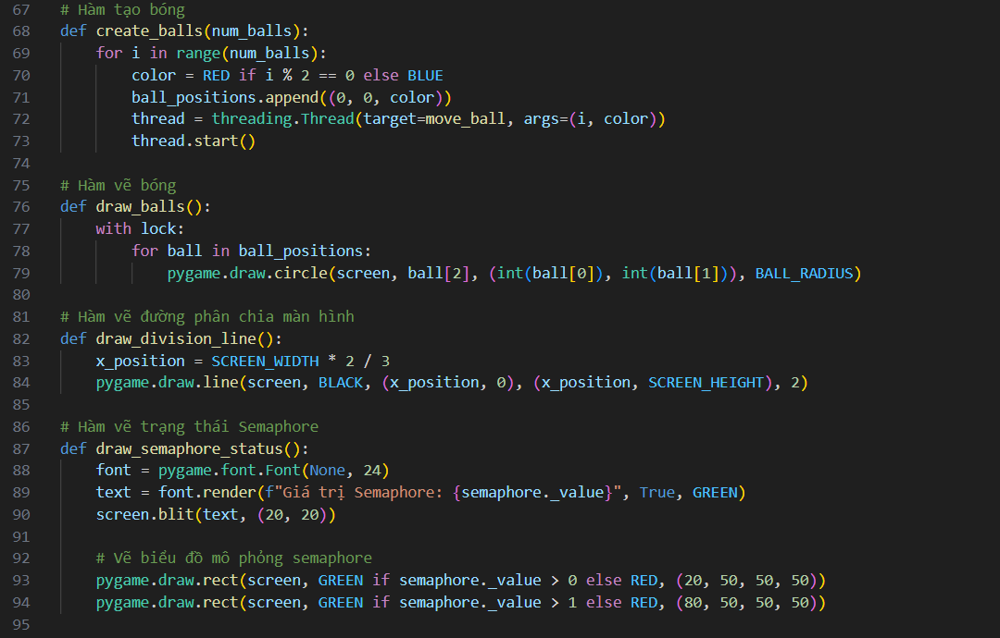 67 # Hàm tạo bóng
68 def create_balls(num_balls):
69     for i in range(num_balls):
70         color = RED if i % 2 == 0 else BLUE
71         ball_positions.append((0, 0, color))
72         thread = threading.Thread(target=move_ball, args=(i, color))
73         thread.start()
74
75 # Hàm vẽ bóng
76 def draw_balls():
77     with lock:
78         for ball in ball_positions:
79             pygame.draw.circle(screen, ball[2], (int(ball[0]), int(ball[1])), BALL_RADIUS)
80
81 # Hàm vẽ đường phân chia màn hình
82 def draw_division_line():
83     x_position = SCREEN_WIDTH * 2 / 3
84     pygame.draw.line(screen, BLACK, (x_position, 0), (x_position, SCREEN_HEIGHT), 2)
85
86 # Hàm vẽ trạng thái Semaphore
87 def draw_semaphore_status():
88     font = pygame.font.Font(None, 24)
89     text = font.render(f"Giá trị Semaphore: {semaphore._value}", True, GREEN)
90     screen.blit(text, (20, 20))
91
92     # Vẽ biểu đồ mô phỏng semaphore
93     pygame.draw.rect(screen, GREEN if semaphore._value > 0 else RED, (20, 50, 50, 50))
94     pygame.draw.rect(screen, GREEN if semaphore._value > 1 else RED, (80, 50, 50, 50))
95